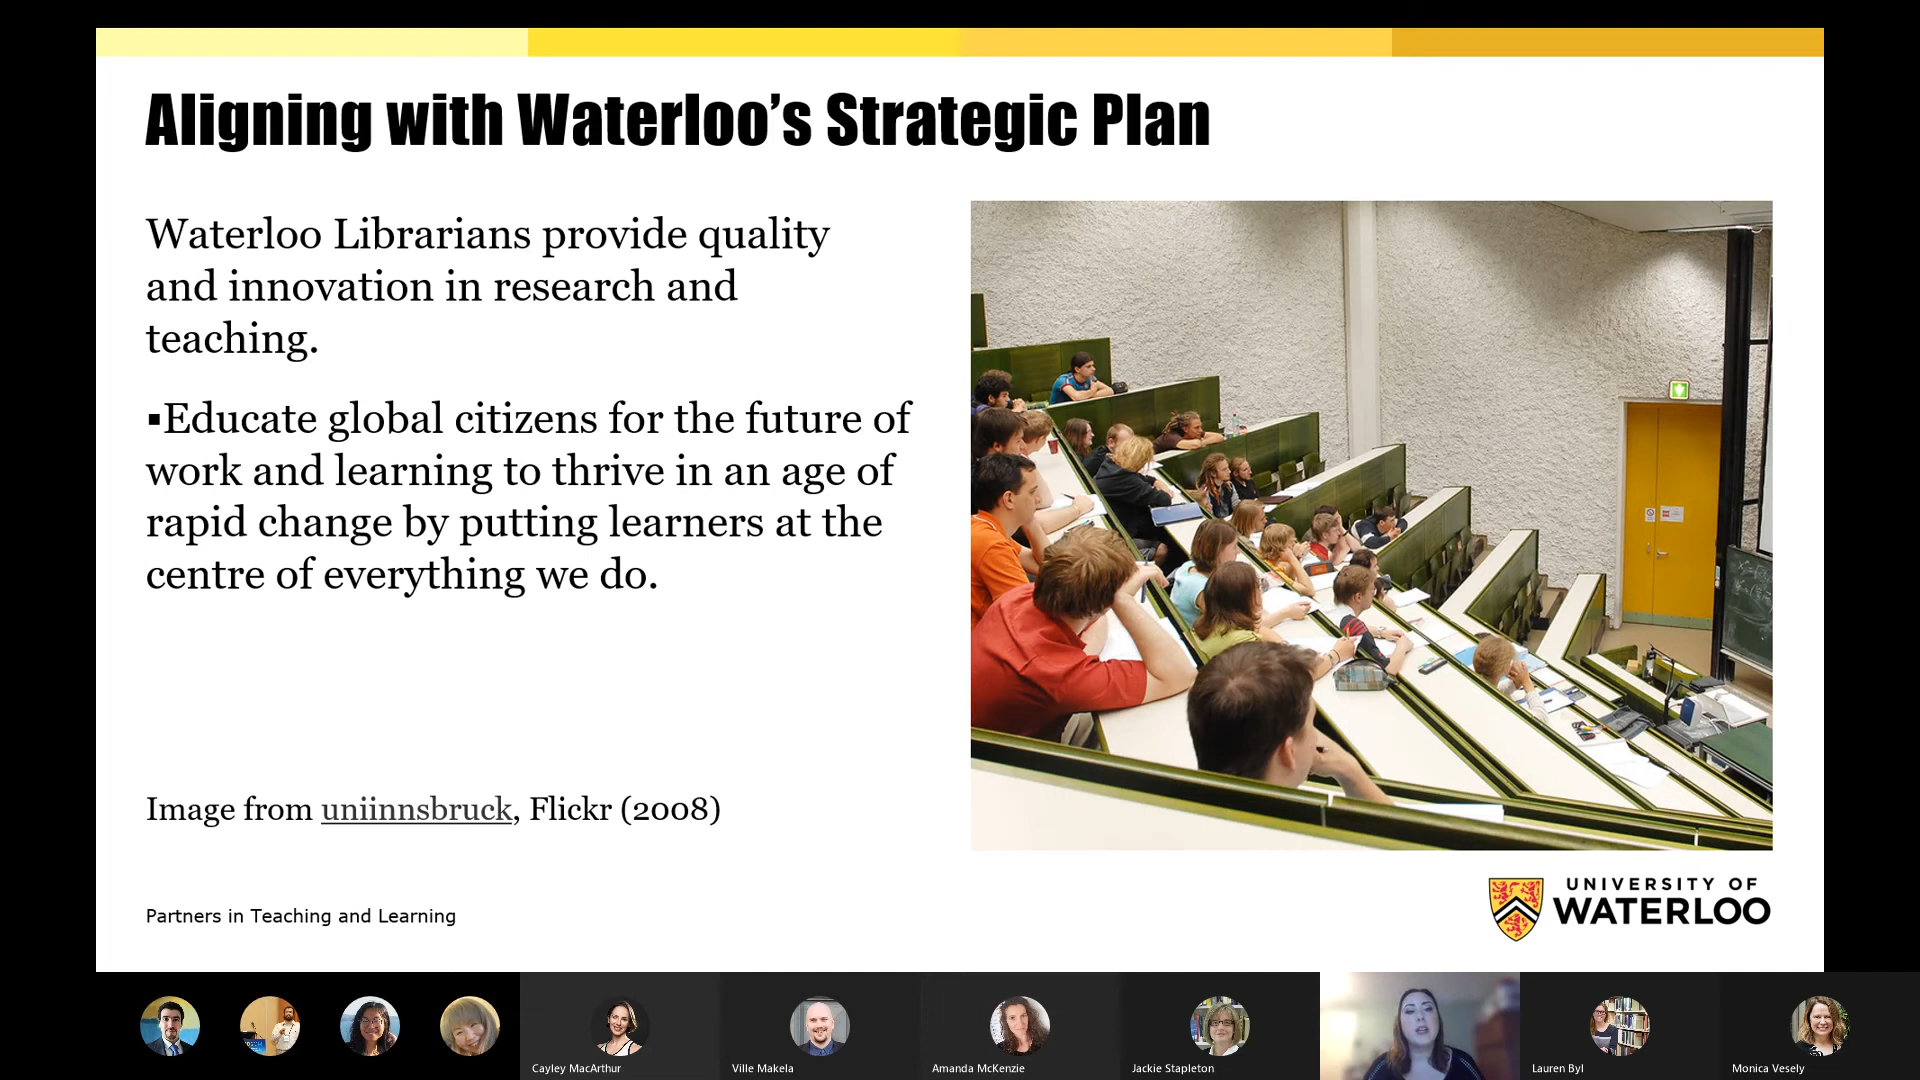 Aligning with Waterloo’s Strategic Plan
Waterloo Librarians provide quality
and innovation in research and
teaching.
▪Educate global citizens for the future of
work and learning to thrive in an age of
rapid change by putting learners at the
centre of everything we do.
Image from uniinnsbruck, Flickr (2008)
Partners in Teaching and Learning
UNIVERSITY OF
WATERLOO
Cayley MacArthur
Ville Makela
Amanda McKenzie
Jackie Stapleton
Lauren Byl
Monica Vesely